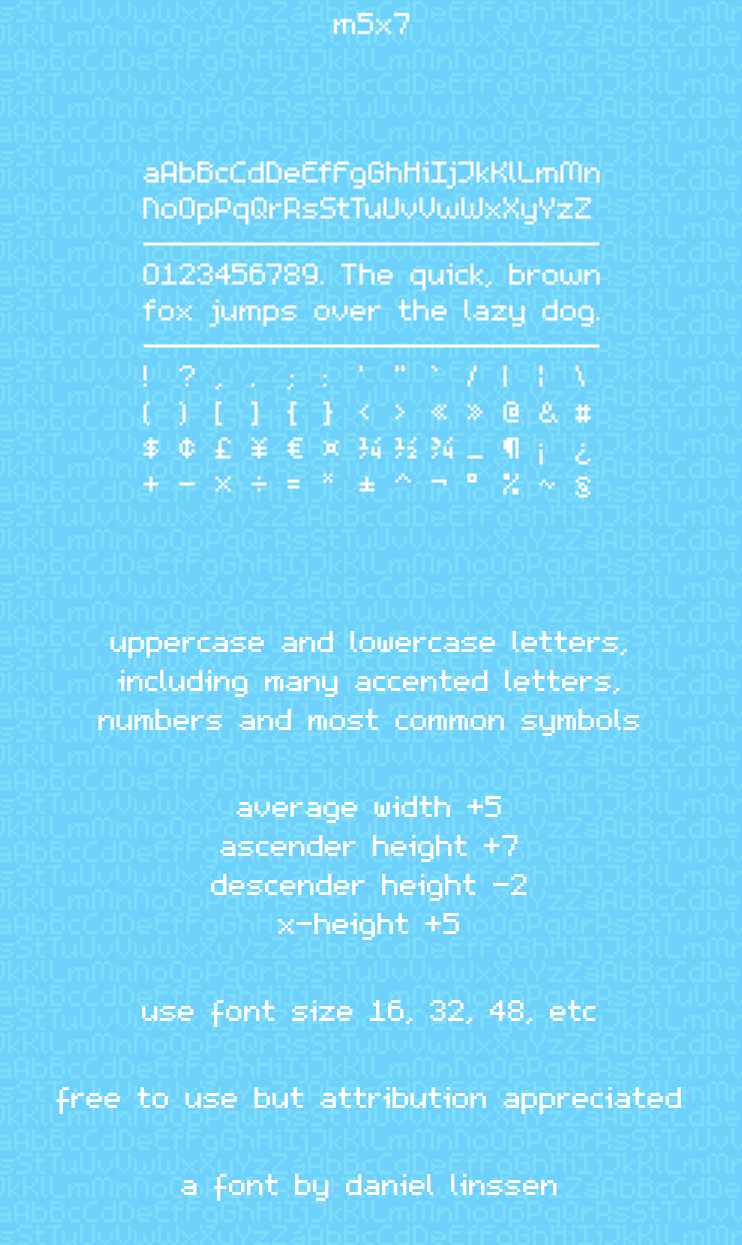 m5x7
aAbBcCdDeEfFgGhHiIjJkKlLmMn
NoOpPqQrRsStTuUvVwWxXyYzZ
0123456789. The quick, brown
fox jumps over the lazy dog.
! ? , . ; : ' " ` / | ¦ \
( ) [ ] { } < > « » @ & #
$ ¢ £ ¥ € ¤ ¼ ½ ¾ _ ¶ ¡ ¿
+ - × ÷ = * ± ^ ¬ º % ~ §
uppercase and lowercase letters,
including many accented letters,
numbers and most common symbols
average width +5
ascender height +7
descender height -2
x-height +5
use font size 16, 32, 48, etc
free to use but attribution appreciated
a font by daniel linssen